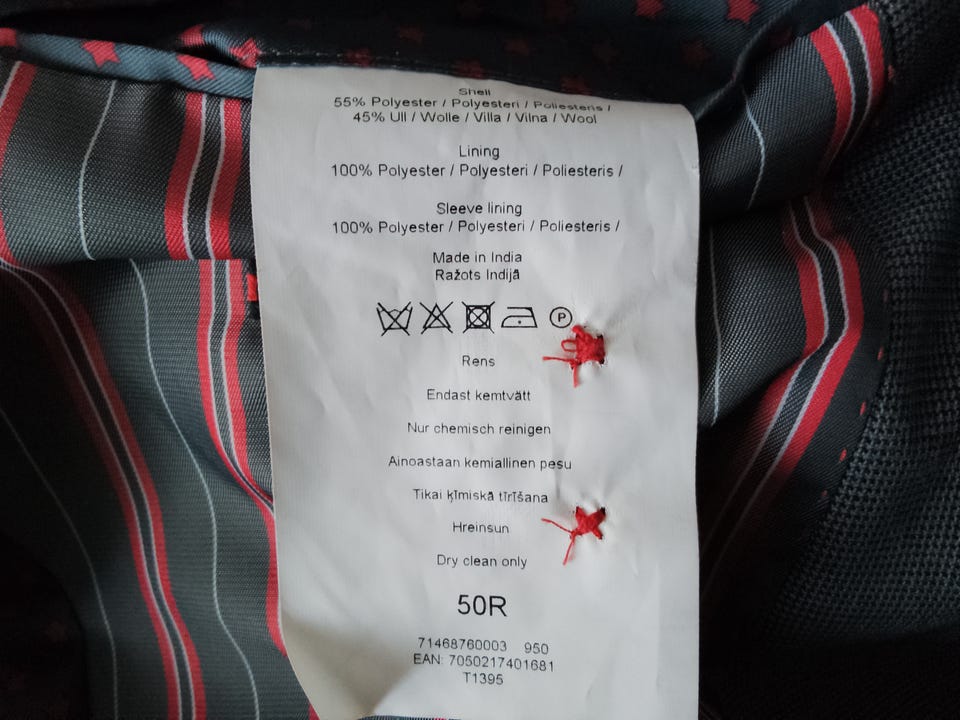 Shell
55% Polyester / Polyesteri / Poliesteris /
45% Ull / Wolle / Villa / Vilna / Wool
Lining
100% Polyester / Polyesteri / Poliesteris /
Sleeve lining
100% Polyester / Polyesteri / Poliesteris /
Made in India
Ražots Indijā
P
Rens
Endast kemtvätt
Nur chemisch reinigen
Ainoastaan kemiallinen pesu
Tikai ķīmiskā tīrīšana
Hreinsun
Dry clean only
50R
71468760003 950
EAN: 7050217401681
T1395